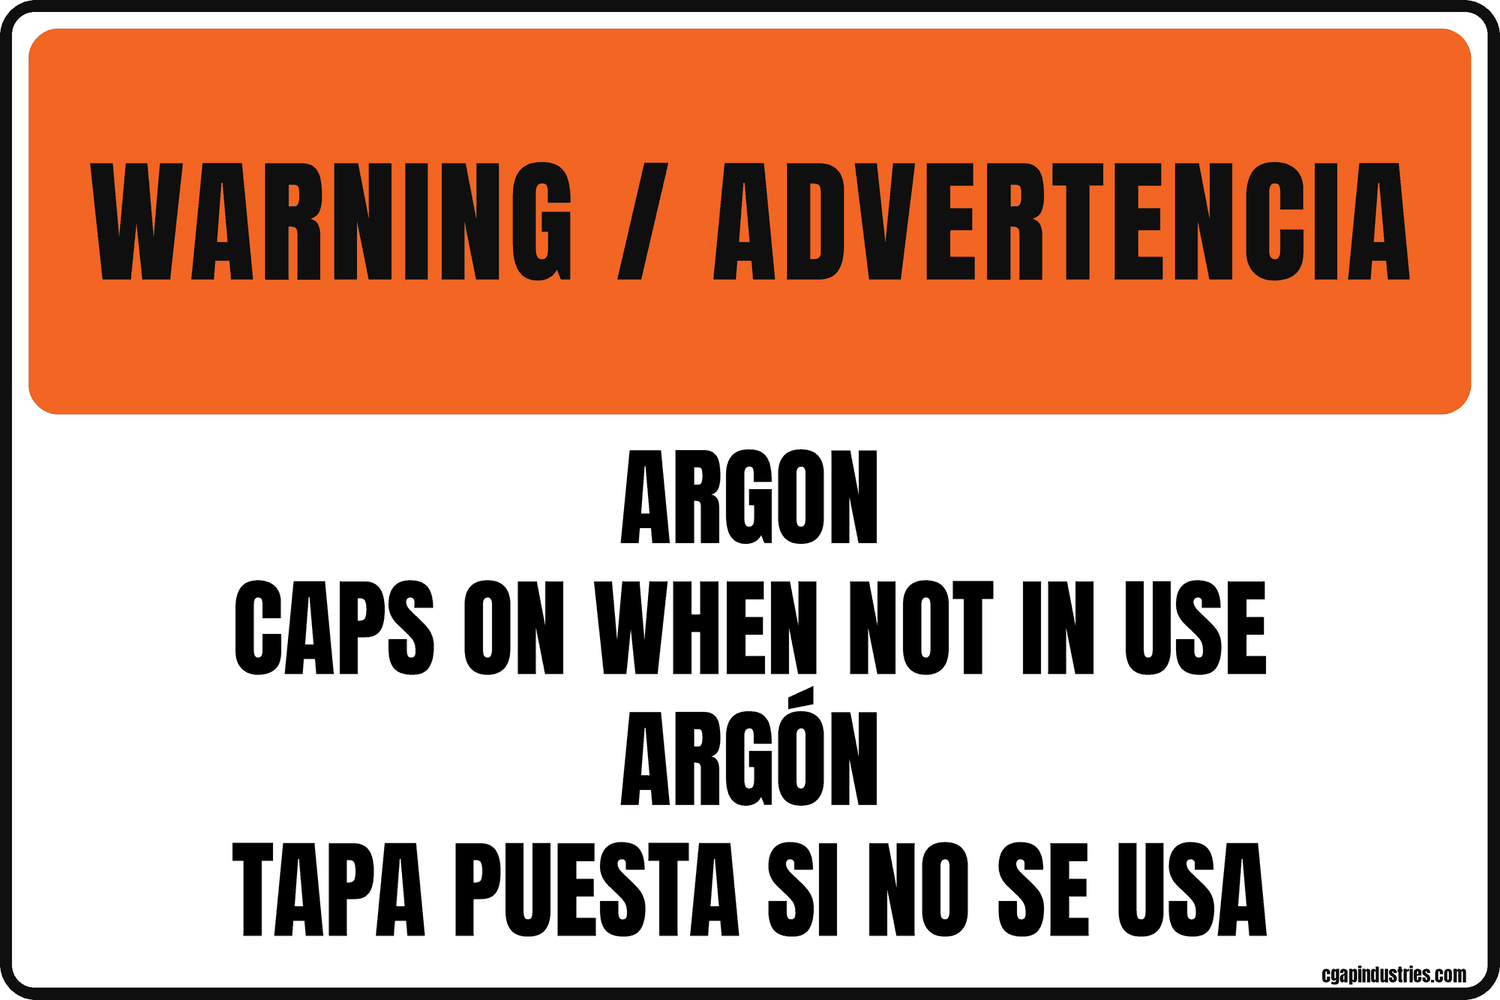 WARNING / ADVERTENCIA
ARGON
CAPS ON WHEN NOT IN USE
ARGÓN
TAPA PUESTA SI NO SE USA
cgapindustries.com